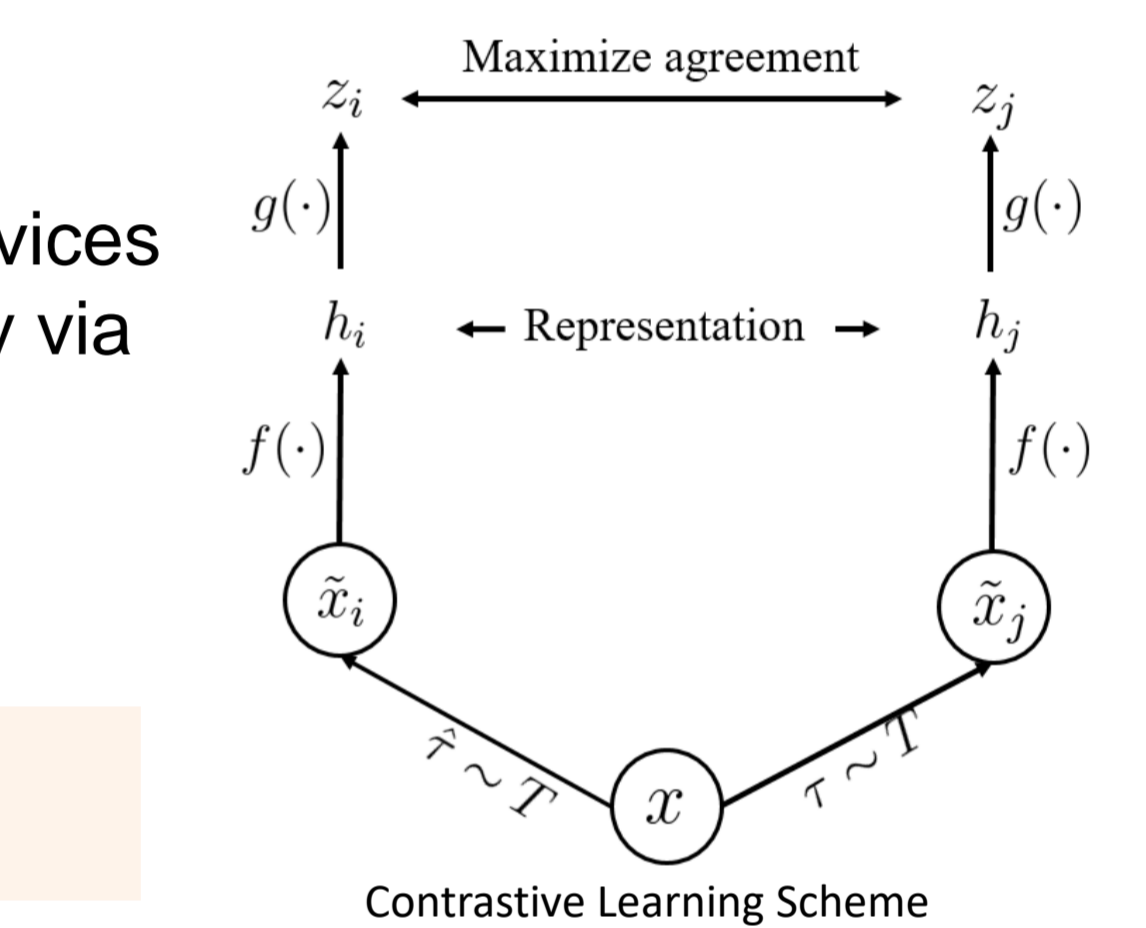 Maximize agreement
z_i z_j
g(·) g(·)
vices
via
h_i ← Representation → h_j
f(·) f(·)
x̃_i x̃_j
τ̂ ~ T τ ~ T
x
Contrastive Learning Scheme